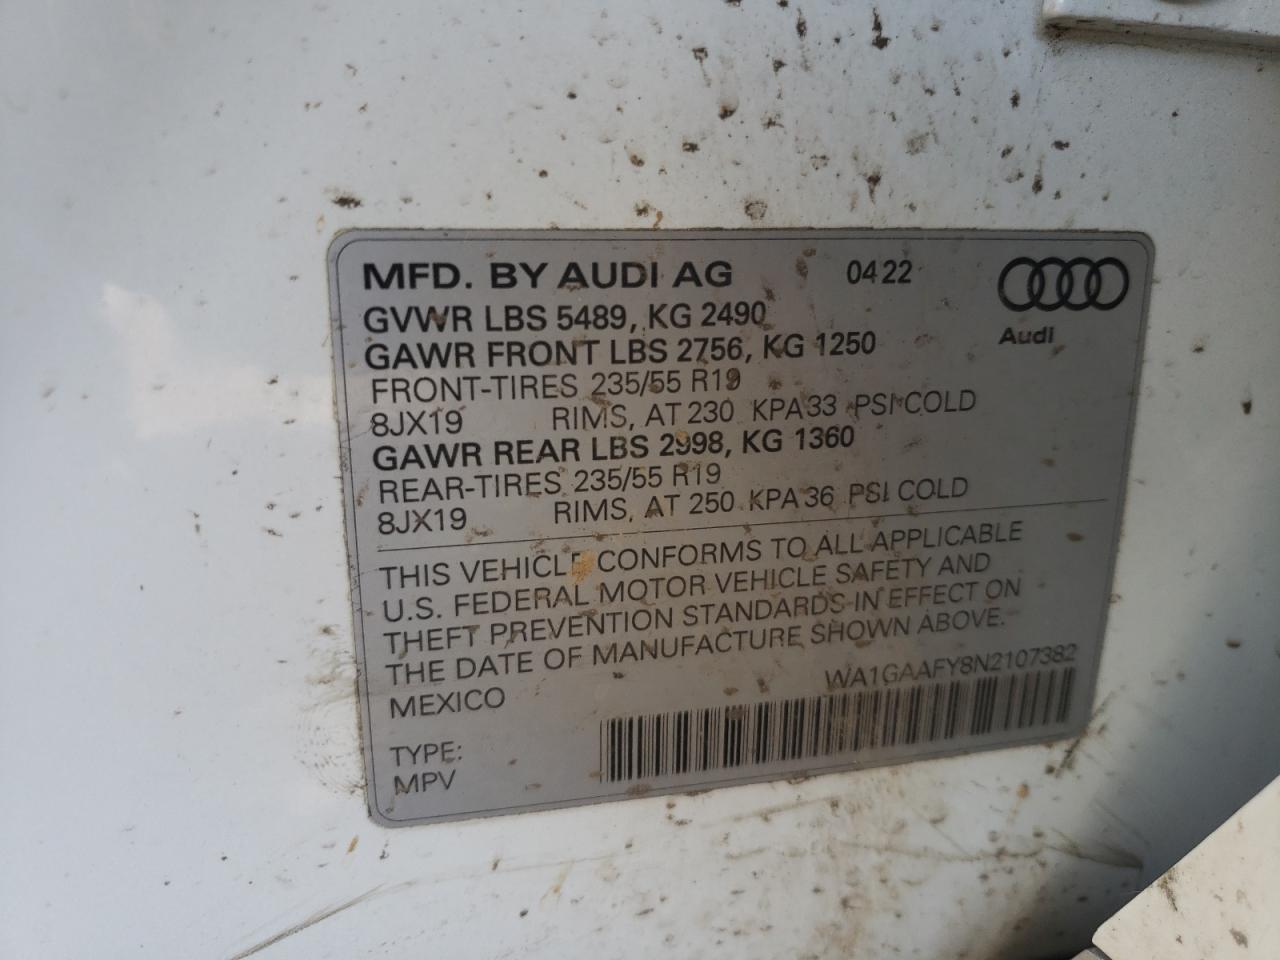 MFD. BY AUDI AG 04 22
GVWR LBS 5489, KG 2490
Audi
GAWR FRONT LBS 2756, KG 1250
FRONT-TIRES 235/55 R19
8JX19 RIMS, AT 230 KPA 33 PSI COLD
GAWR REAR LBS 2998, KG 1360
REAR-TIRES 235/55 R19
8JX19 RIMS, AT 250 KPA 36 PSI COLD
THIS VEHICLE CONFORMS TO ALL APPLICABLE
U.S. FEDERAL MOTOR VEHICLE SAFETY AND
THEFT PREVENTION STANDARDS IN EFFECT ON
THE DATE OF MANUFACTURE SHOWN ABOVE.
MEXICO WA1GAAFY8N2107382
TYPE:
MPV